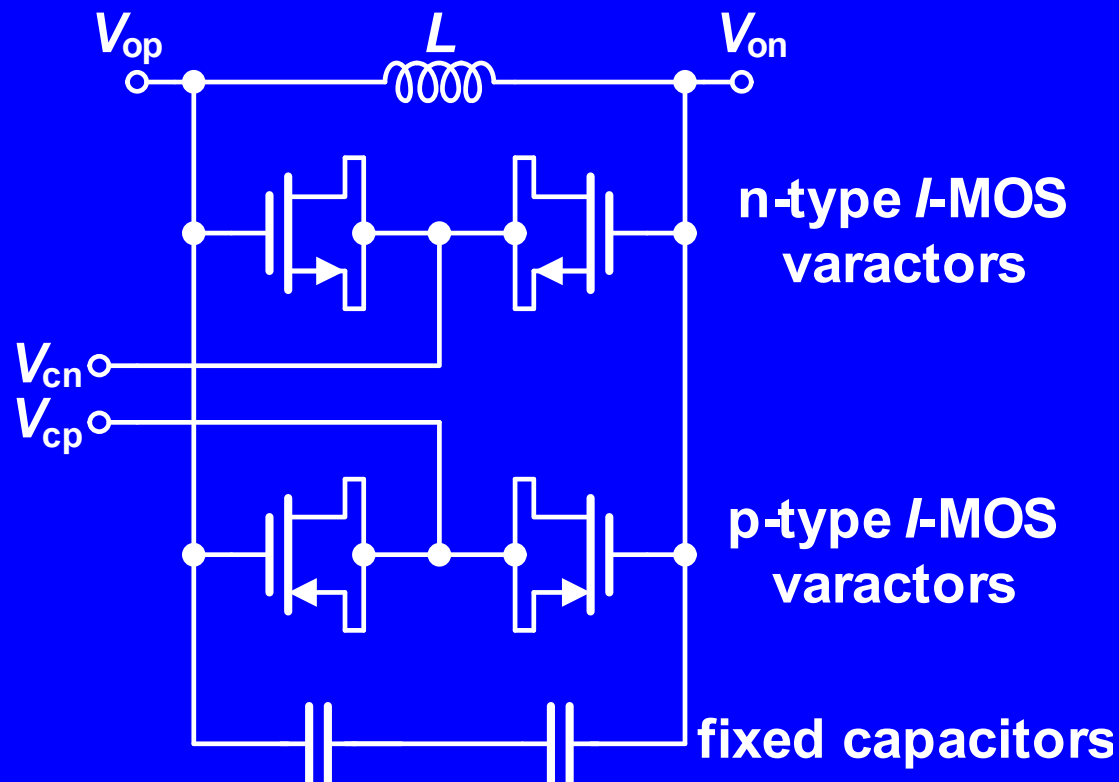 Vop
L
Von
n-type I-MOS
varactors
Vcn
Vcp
p-type I-MOS
varactors
fixed capacitors